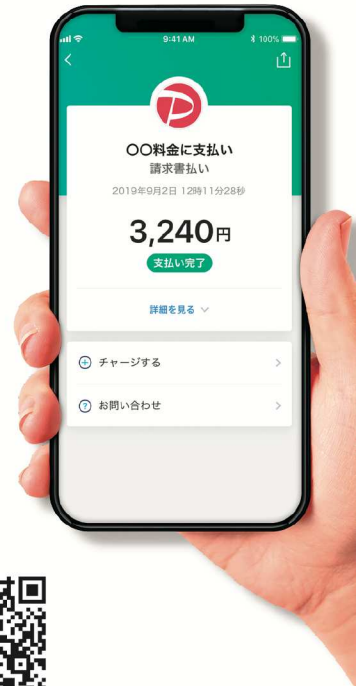 9:41 AM
100%
〇〇料金に支払い
請求書払い
2019年9月2日 12時11分28秒
3,240円
支払い完了
詳細を見る
チャージする
お問い合わせ